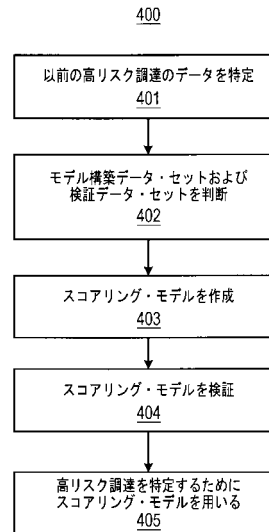 400
以前の高リスク調達のデータを特定
401
モデル構築データ・セットおよび
検証データ・セットを判断
402
スコアリング・モデルを作成
403
スコアリング・モデルを検証
404
高リスク調達を特定するために
スコアリング・モデルを用いる
405